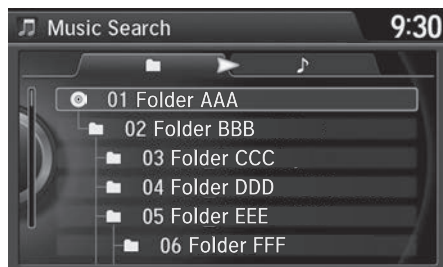 Music Search
9:30
01 Folder AAA
02 Folder BBB
03 Folder CCC
04 Folder DDD
05 Folder EEE
06 Folder FFF